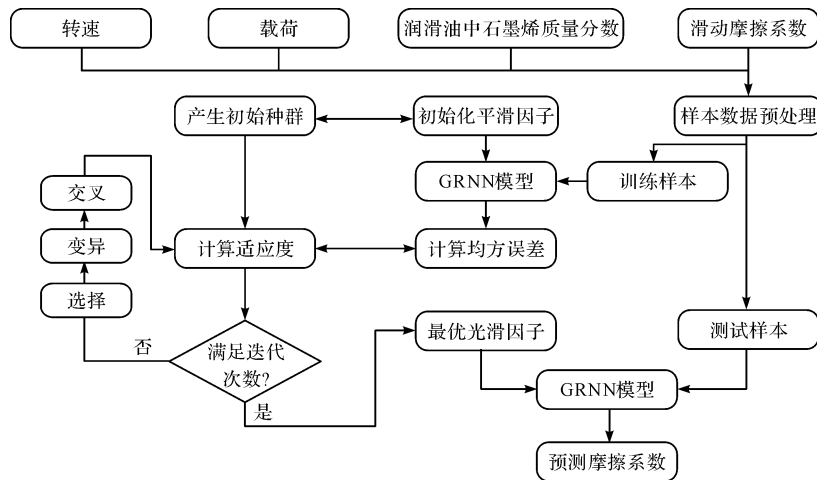 转速
载荷
润滑油中石墨烯质量分数
滑动摩擦系数
产生初始种群
初始化平滑因子
样本数据预处理
交叉
GRNN模型
训练样本
变异
计算适应度
计算均方误差
选择
最优光滑因子
测试样本
否
满足迭代
次数?
是
GRNN模型
预测摩擦系数